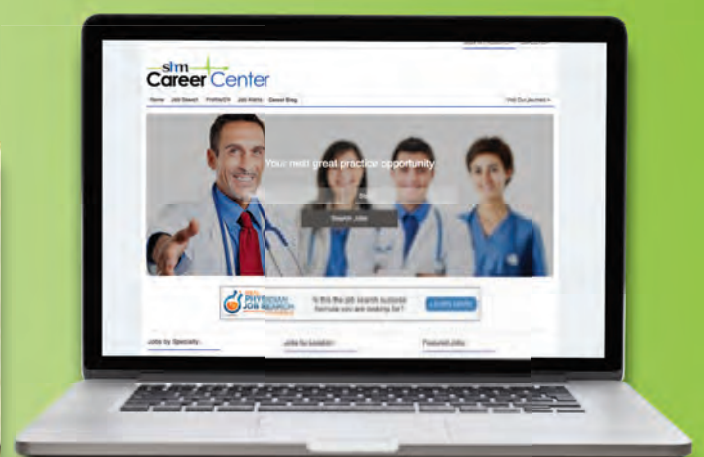 shm
Career Center
Home Job Search Profile/CV Job Alerts Career Blog
Your next great practice opportunity
Search Jobs
PHYSICIAN
JOB SEARCH
Is this the job search success
formula you are looking for?
LEARN MORE
Jobs by Specialty
Jobs by Location
Featured Jobs